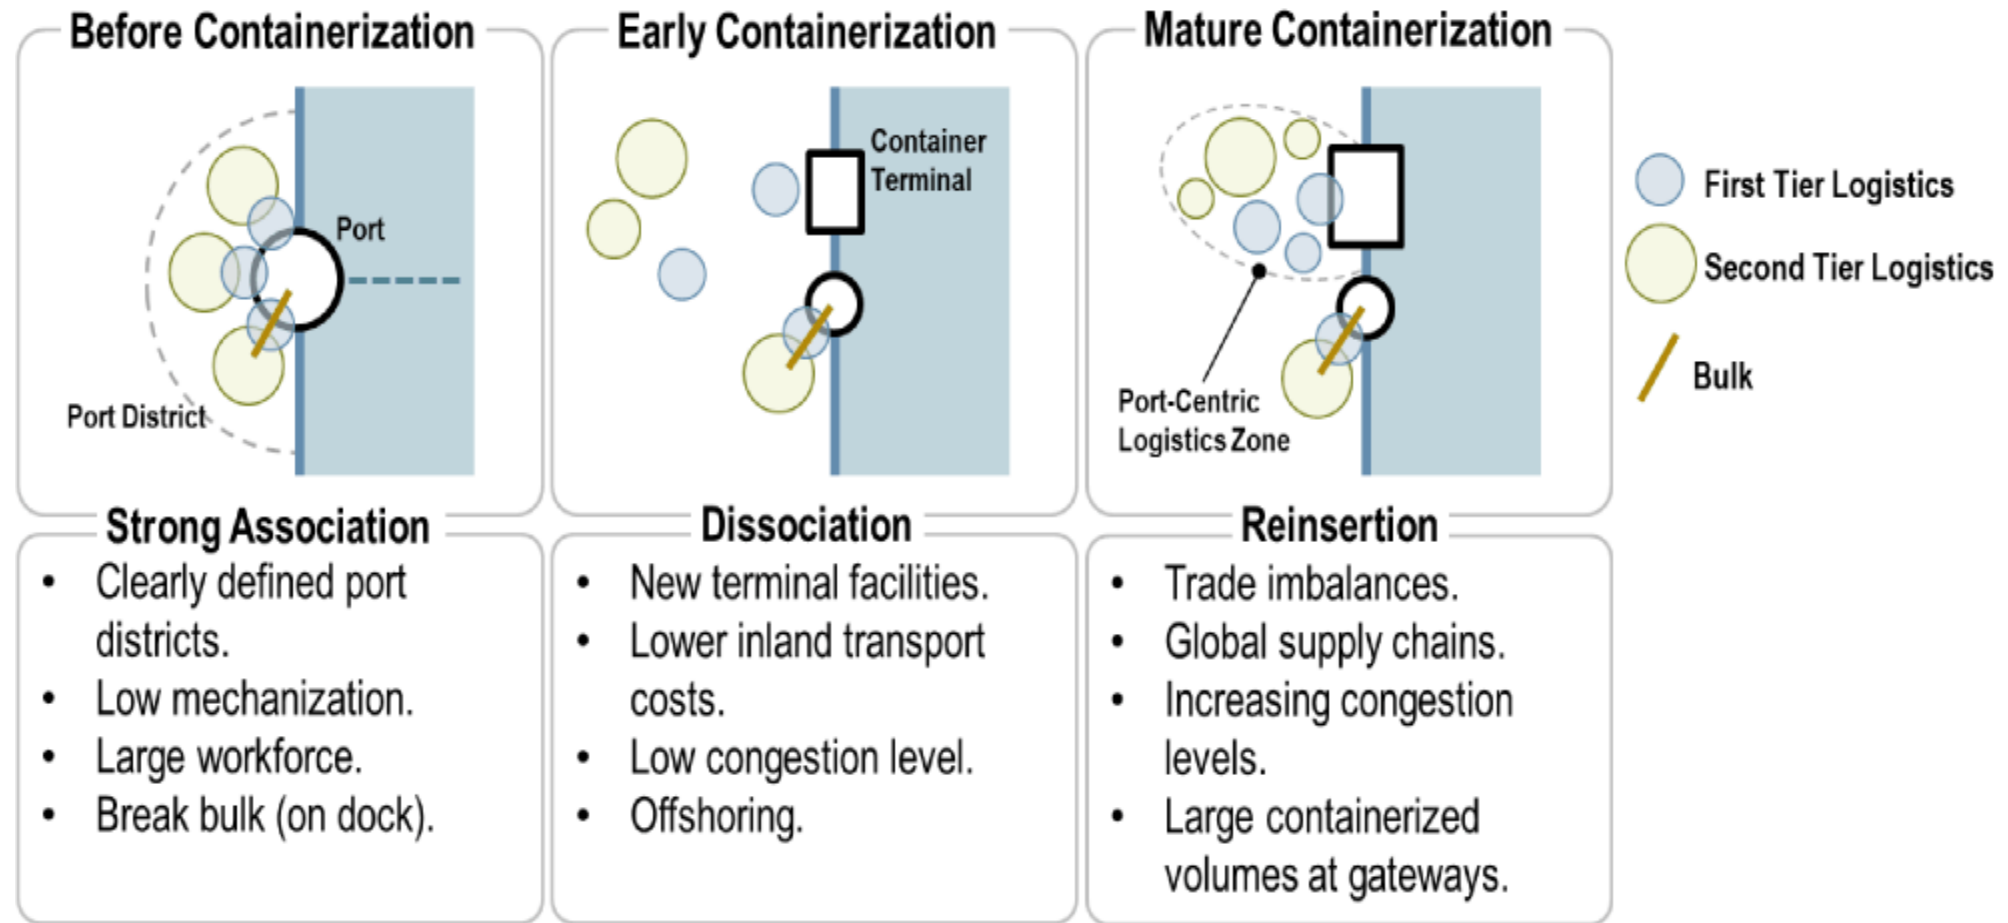 Before Containerization
Port
Port District
Early Containerization
Container
Terminal
Mature Containerization
Port-Centric
Logistics Zone
First Tier Logistics
Second Tier Logistics
Bulk
Strong Association
• Clearly defined port
districts.
• Low mechanization.
• Large workforce.
• Break bulk (on dock).
Dissociation
• New terminal facilities.
• Lower inland transport
costs.
• Low congestion level.
• Offshoring.
Reinsertion
• Trade imbalances.
• Global supply chains.
• Increasing congestion
levels.
• Large containerized
volumes at gateways.